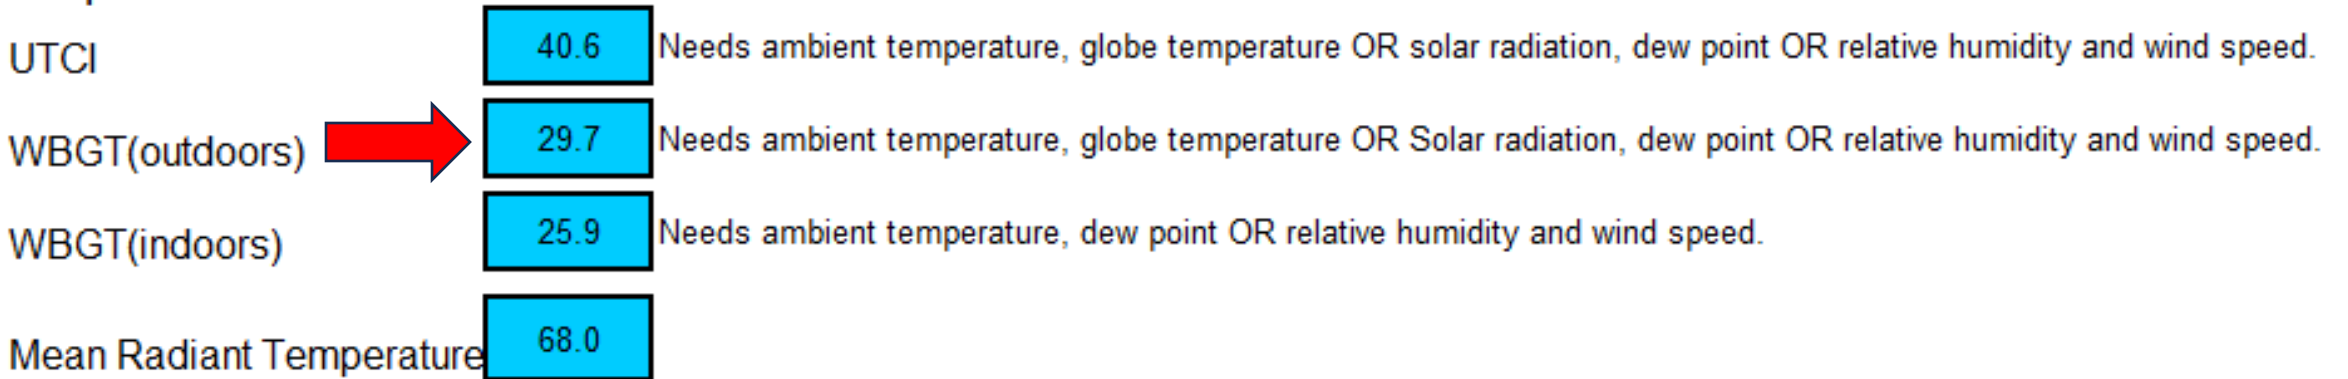 UTCI 40.6 Needs ambient temperature, globe temperature OR solar radiation, dew point OR relative humidity and wind speed.
WBGT(outdoors) 29.7 Needs ambient temperature, globe temperature OR Solar radiation, dew point OR relative humidity and wind speed.
WBGT(indoors) 25.9 Needs ambient temperature, dew point OR relative humidity and wind speed.
Mean Radiant Temperature 68.0